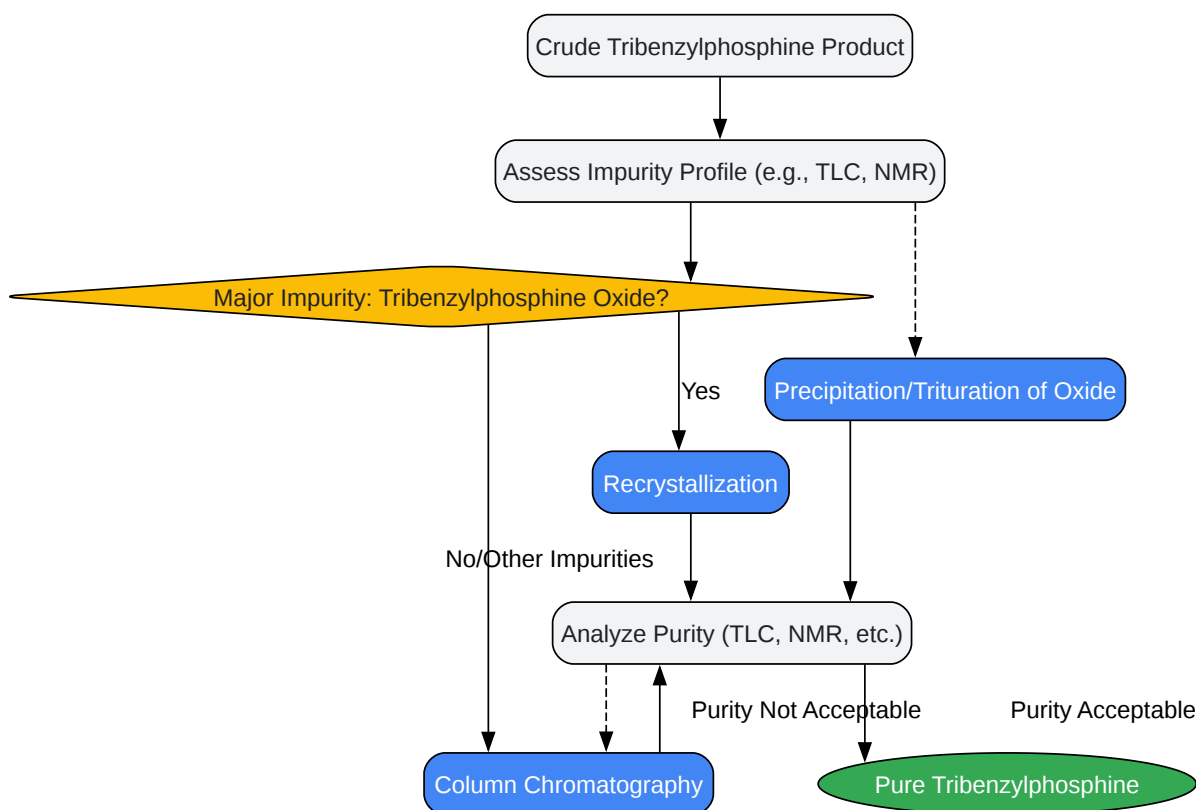 Crude Tribenzylphosphine Product
Assess Impurity Profile (e.g., TLC, NMR)
Major Impurity: Tribenzylphosphine Oxide?
Yes
Precipitation/Trituration of Oxide
Recrystallization
No/Other Impurities
Analyze Purity (TLC, NMR, etc.)
Purity Not Acceptable
Purity Acceptable
Column Chromatography
Pure Tribenzylphosphine